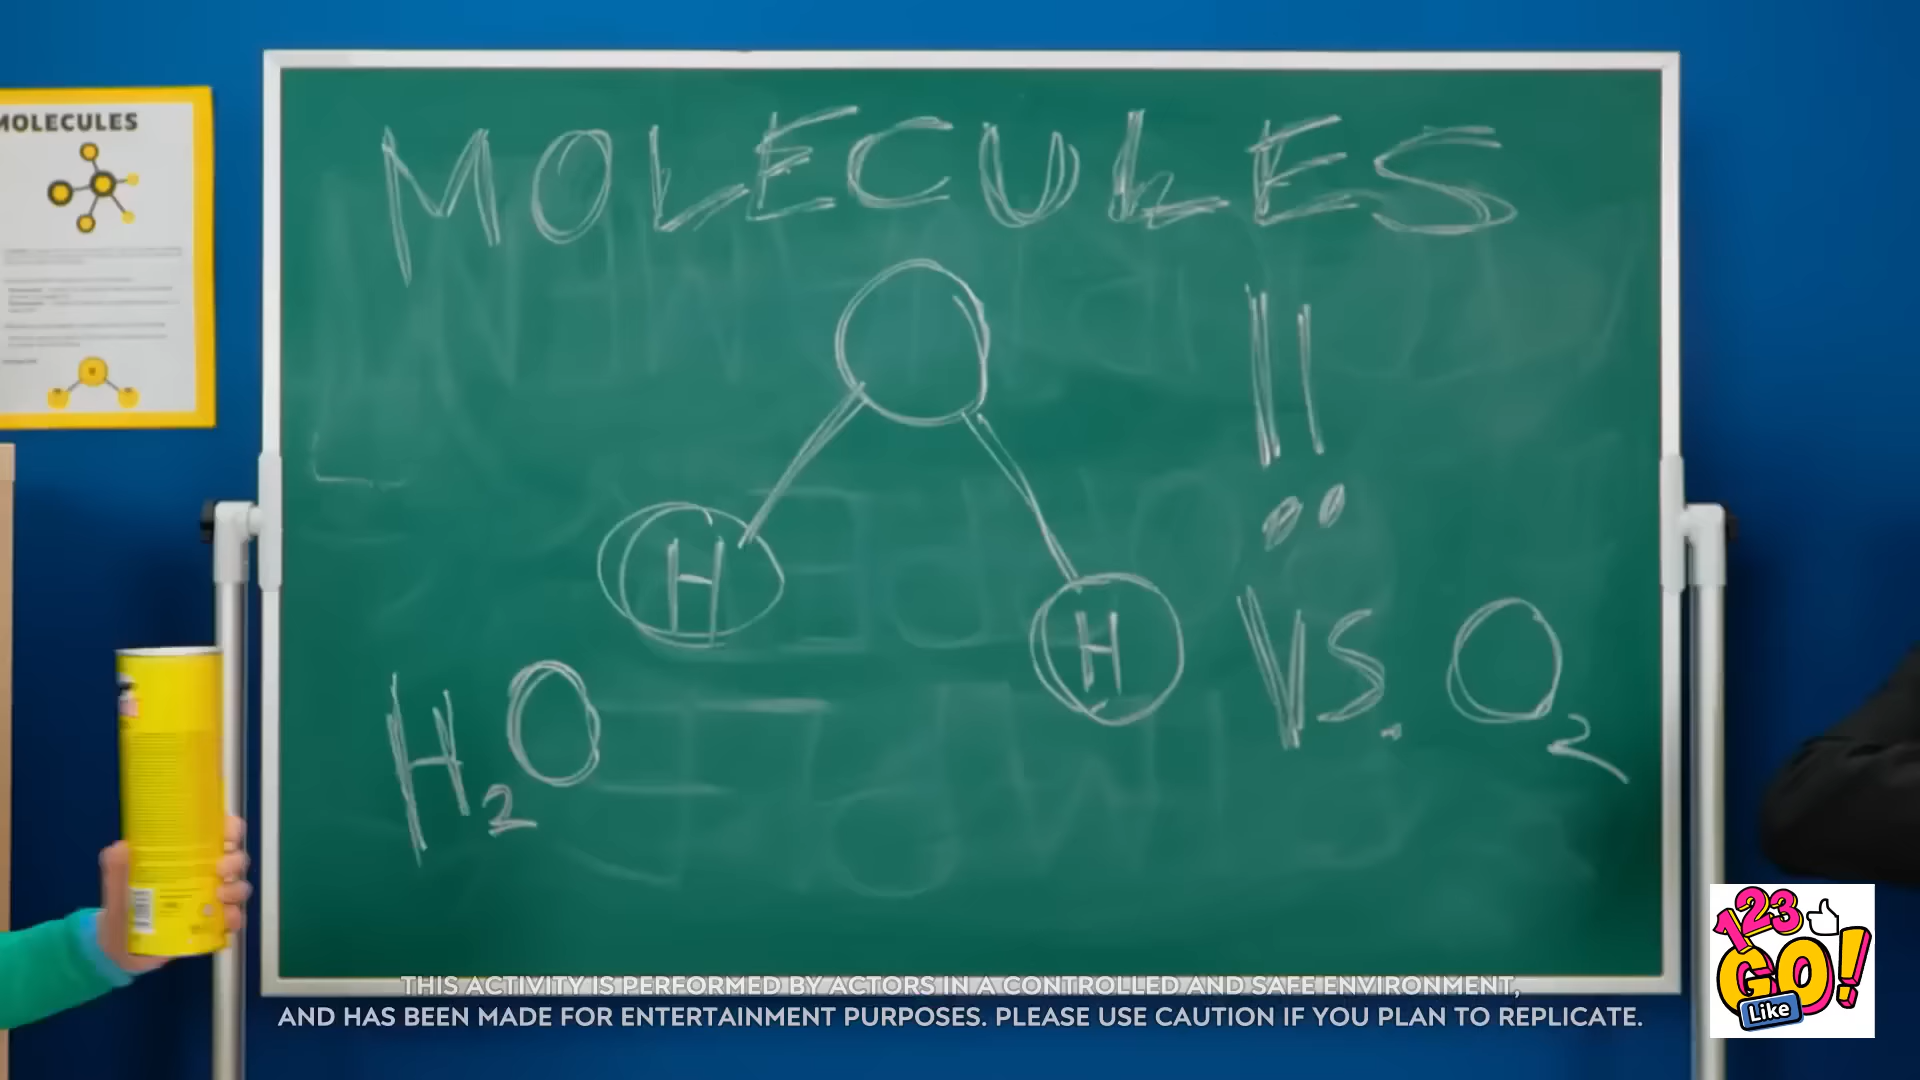 MOLECULES
MOLECULES
!!
H
H
H₂O
VS. O₂
THIS ACTIVITY IS PERFORMED BY ACTORS IN A CONTROLLED AND SAFE ENVIRONMENT,
AND HAS BEEN MADE FOR ENTERTAINMENT PURPOSES. PLEASE USE CAUTION IF YOU PLAN TO REPLICATE.
123
GO!
Like